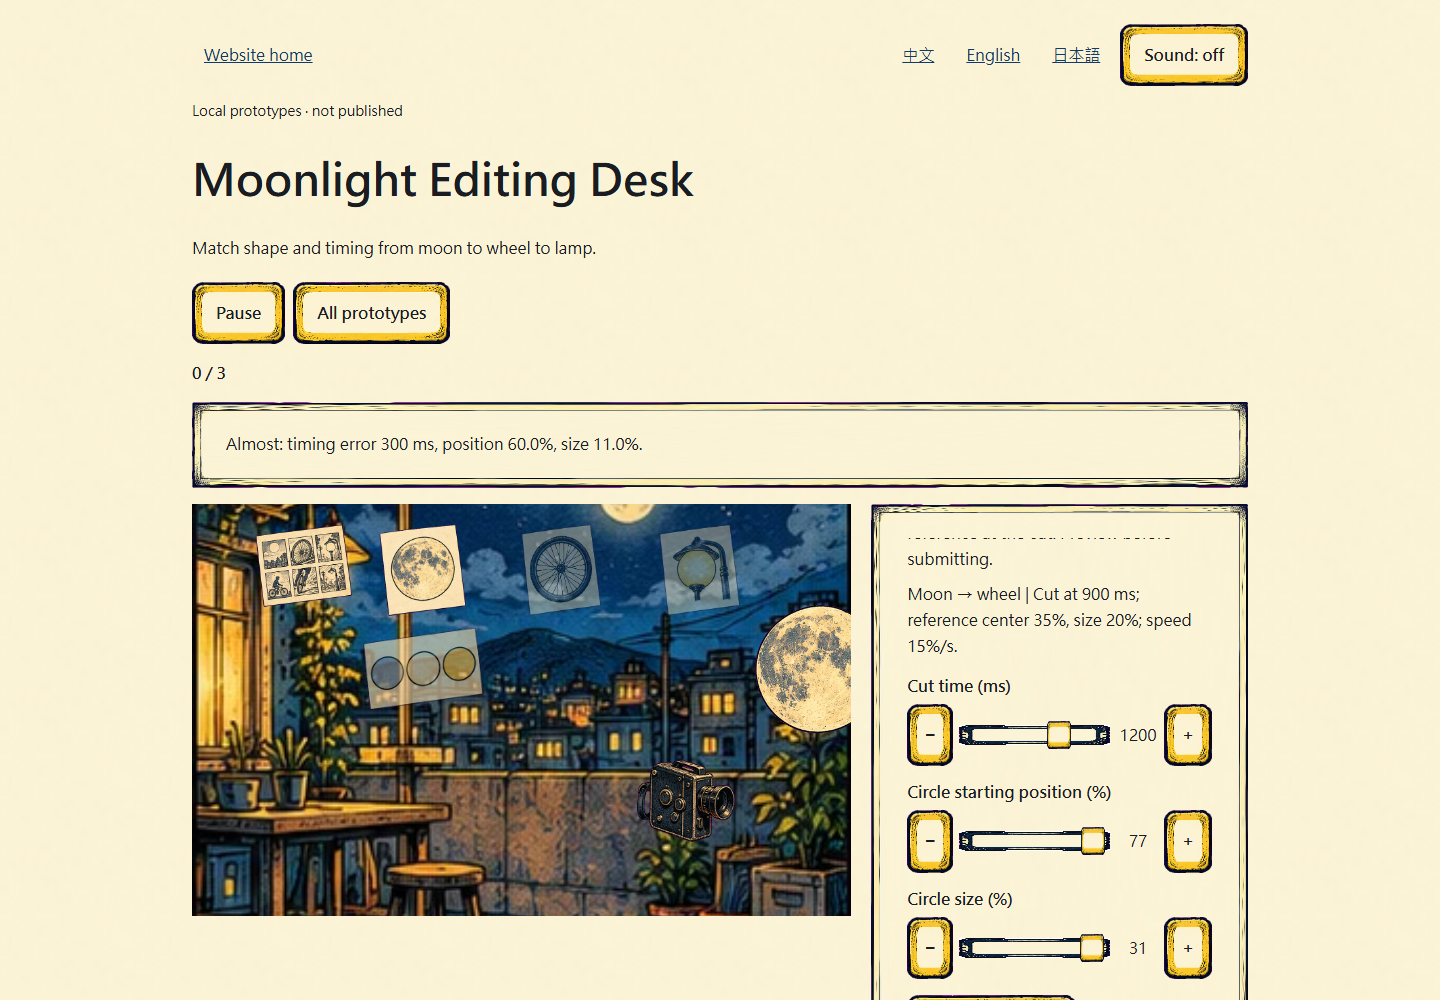 Website home
中文
English
日本語
Sound: off
Local prototypes · not published
Moonlight Editing Desk
Match shape and timing from moon to wheel to lamp.
Pause
All prototypes
0 / 3
Almost: timing error 300 ms, position 60.0%, size 11.0%.
submitting.
Moon → wheel | Cut at 900 ms;
reference center 35%, size 20%; speed
15%/s.
Cut time (ms)
−
1200
+
Circle starting position (%)
−
77
+
Circle size (%)
−
31
+